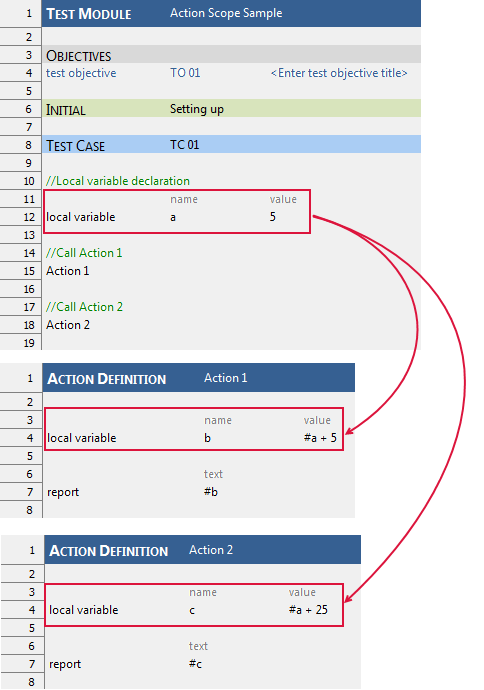 1 TEST MODULE Action Scope Sample
2
3 OBJECTIVES
4 test objective TO 01 <Enter test objective title>
5
6 INITIAL Setting up
7
8 TEST CASE TC 01
9
10 //Local variable declaration
11 name value
12 local variable a 5
13
14 //Call Action 1
15 Action 1
16
17 //Call Action 2
18 Action 2
19
1 ACTION DEFINITION Action 1
2
3 name value
4 local variable b #a + 5
5
6 text
7 report #b
8
1 ACTION DEFINITION Action 2
2
3 name value
4 local variable c #a + 25
5
6 text
7 report #c
8